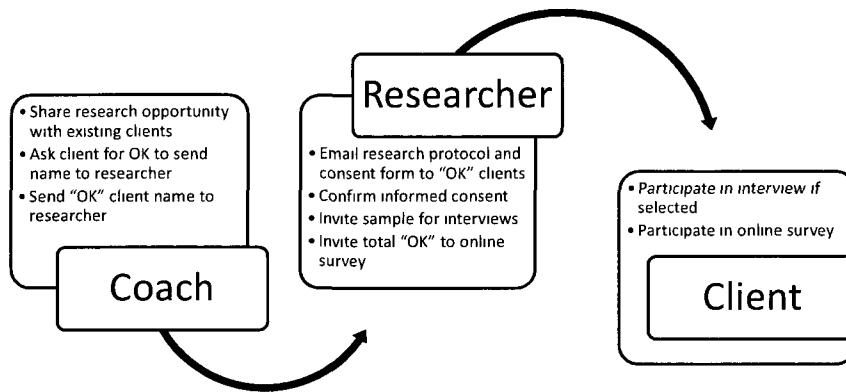 • Share research opportunity
with existing clients
• Ask client for OK to send
name to researcher
• Send “OK” client name to
researcher
Coach
Researcher
• Email research protocol and
consent form to “OK” clients
• Confirm informed consent
• Invite sample for interviews
• Invite total “OK” to online
survey
• Participate in interview if
selected
• Participate in online survey
Client